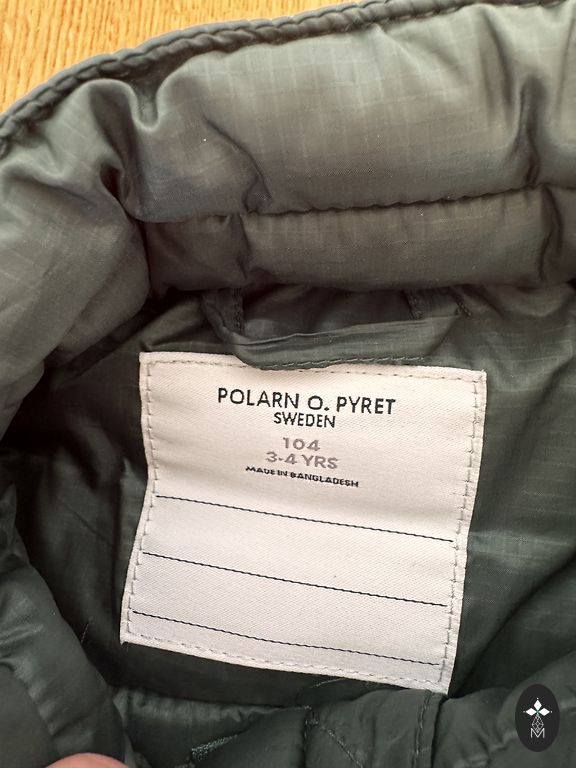 POLARN O. PYRET
SWEDEN
104
3-4 YRS
MADE IN BANGLADESH
M